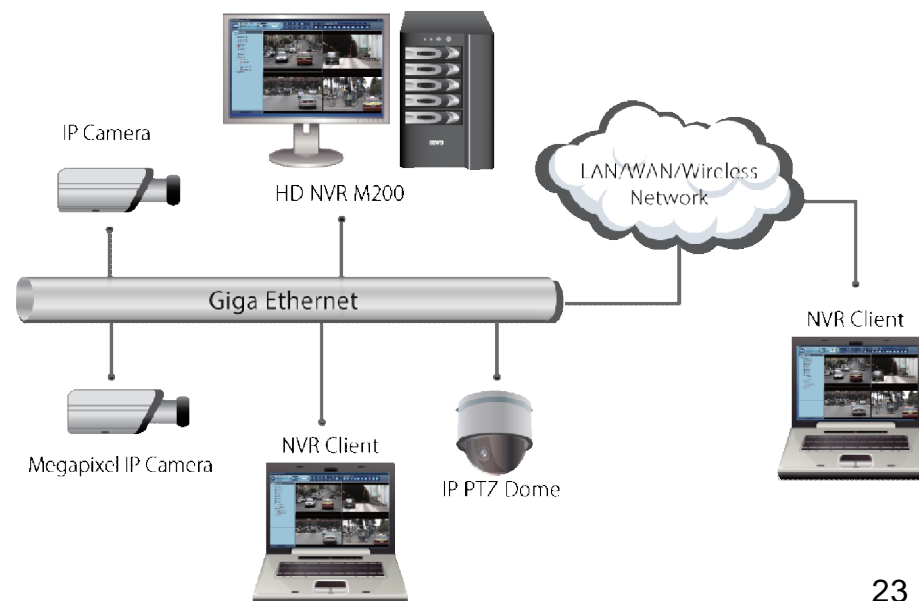 IP Camera
HD NVR M200
LAN/WAN/Wireless
Network
Giga Ethernet
NVR Client
NVR Client
Megapixel IP Camera
IP PTZ Dome
23